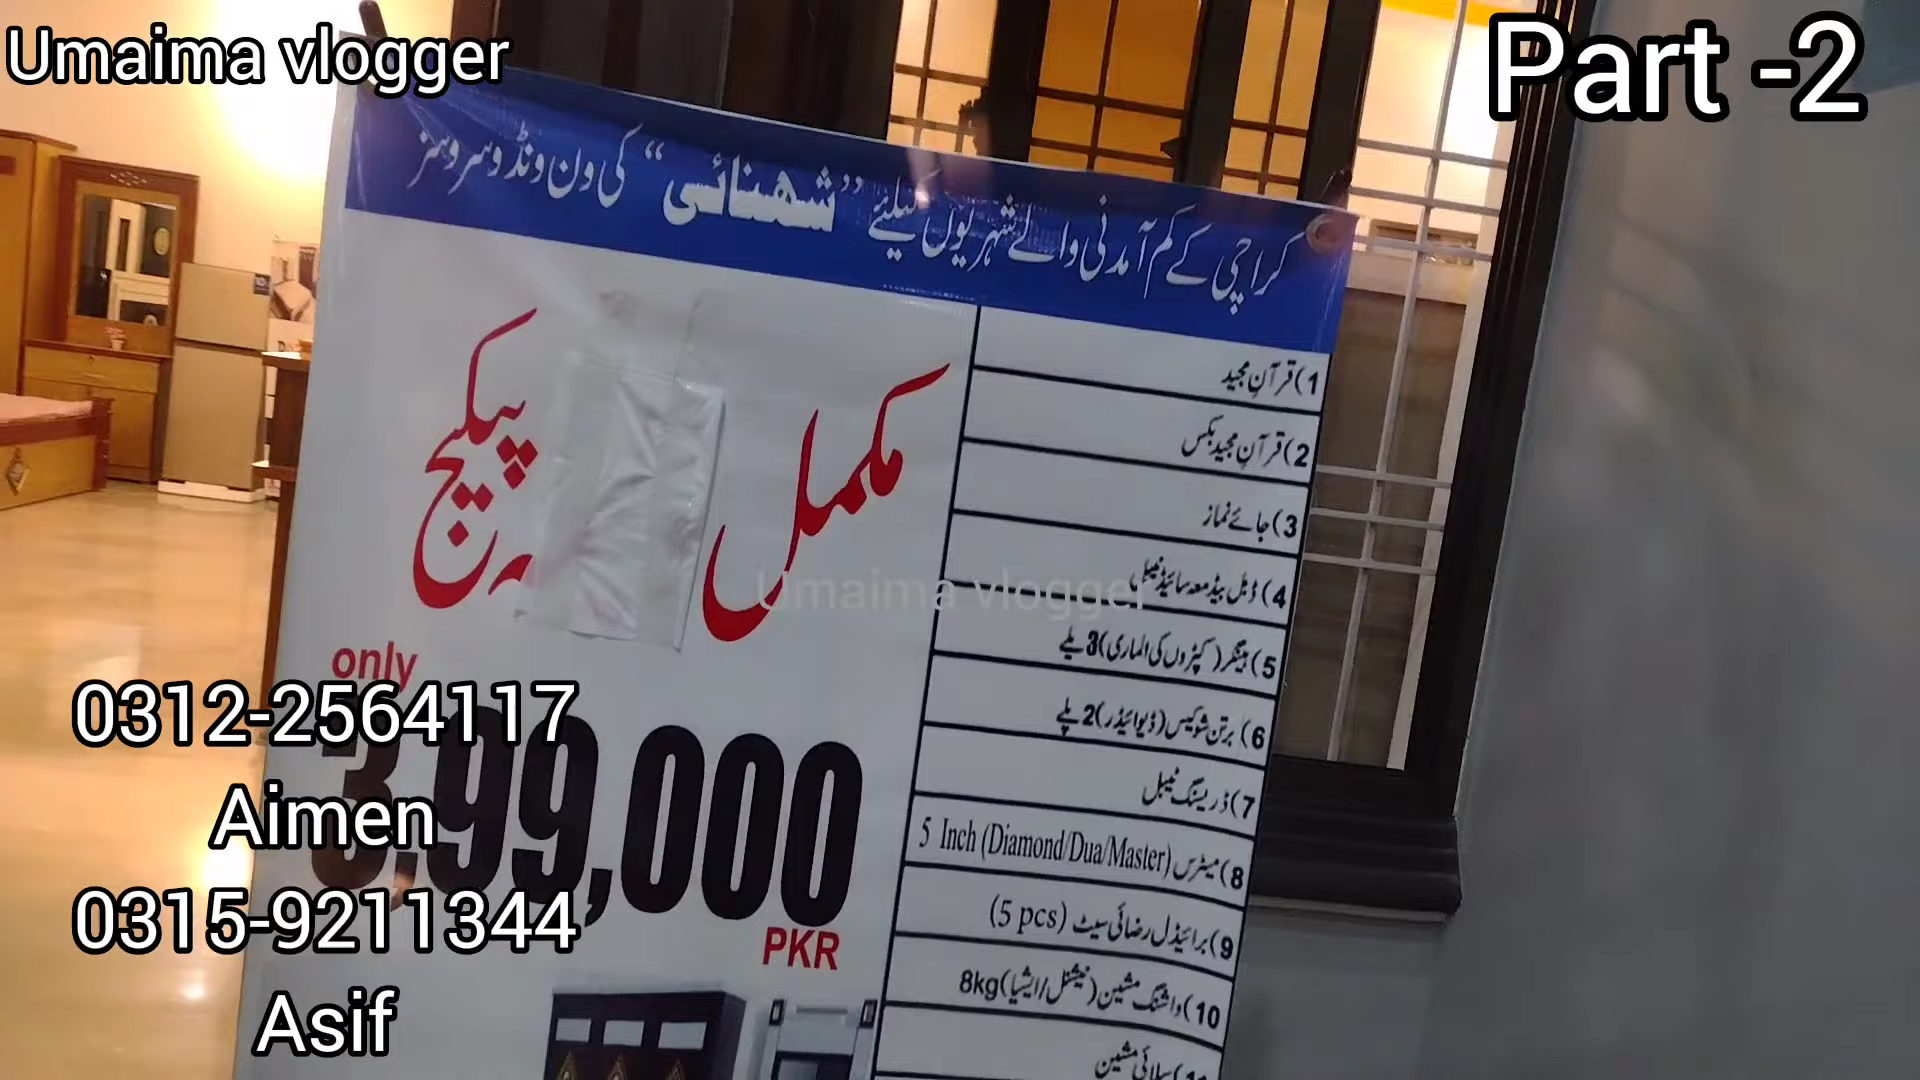 Umaima vlogger
Part -2
کراچی کے کم آمدنی والے شہریوں کیلئے ”شہنائی“ کی ون ونڈو سروسز
مکمل
پیکیج
only
3,99,000
PKR
1) قرآنِ مجید
2) قرآنِ مجید بکس
3) جائے نماز
4) ڈبل بیڈ معہ سائیڈ ٹیبل
5) ہینگر (کپڑوں کی الماری) 3 پلے
6) برتن شوکیس (ڈیوائیڈر) 2 پلے
7) ڈریسنگ ٹیبل
8) میٹرس 5 Inch (Diamond/Dua/Master)
9) برائیڈل رضائی سیٹ (5 pcs)
10) واشنگ مشین (نیشنل/ایشیا) 8kg
سلائی مشین
Umaima vlogger
0312-2564117
Aimen
0315-9211344
Asif